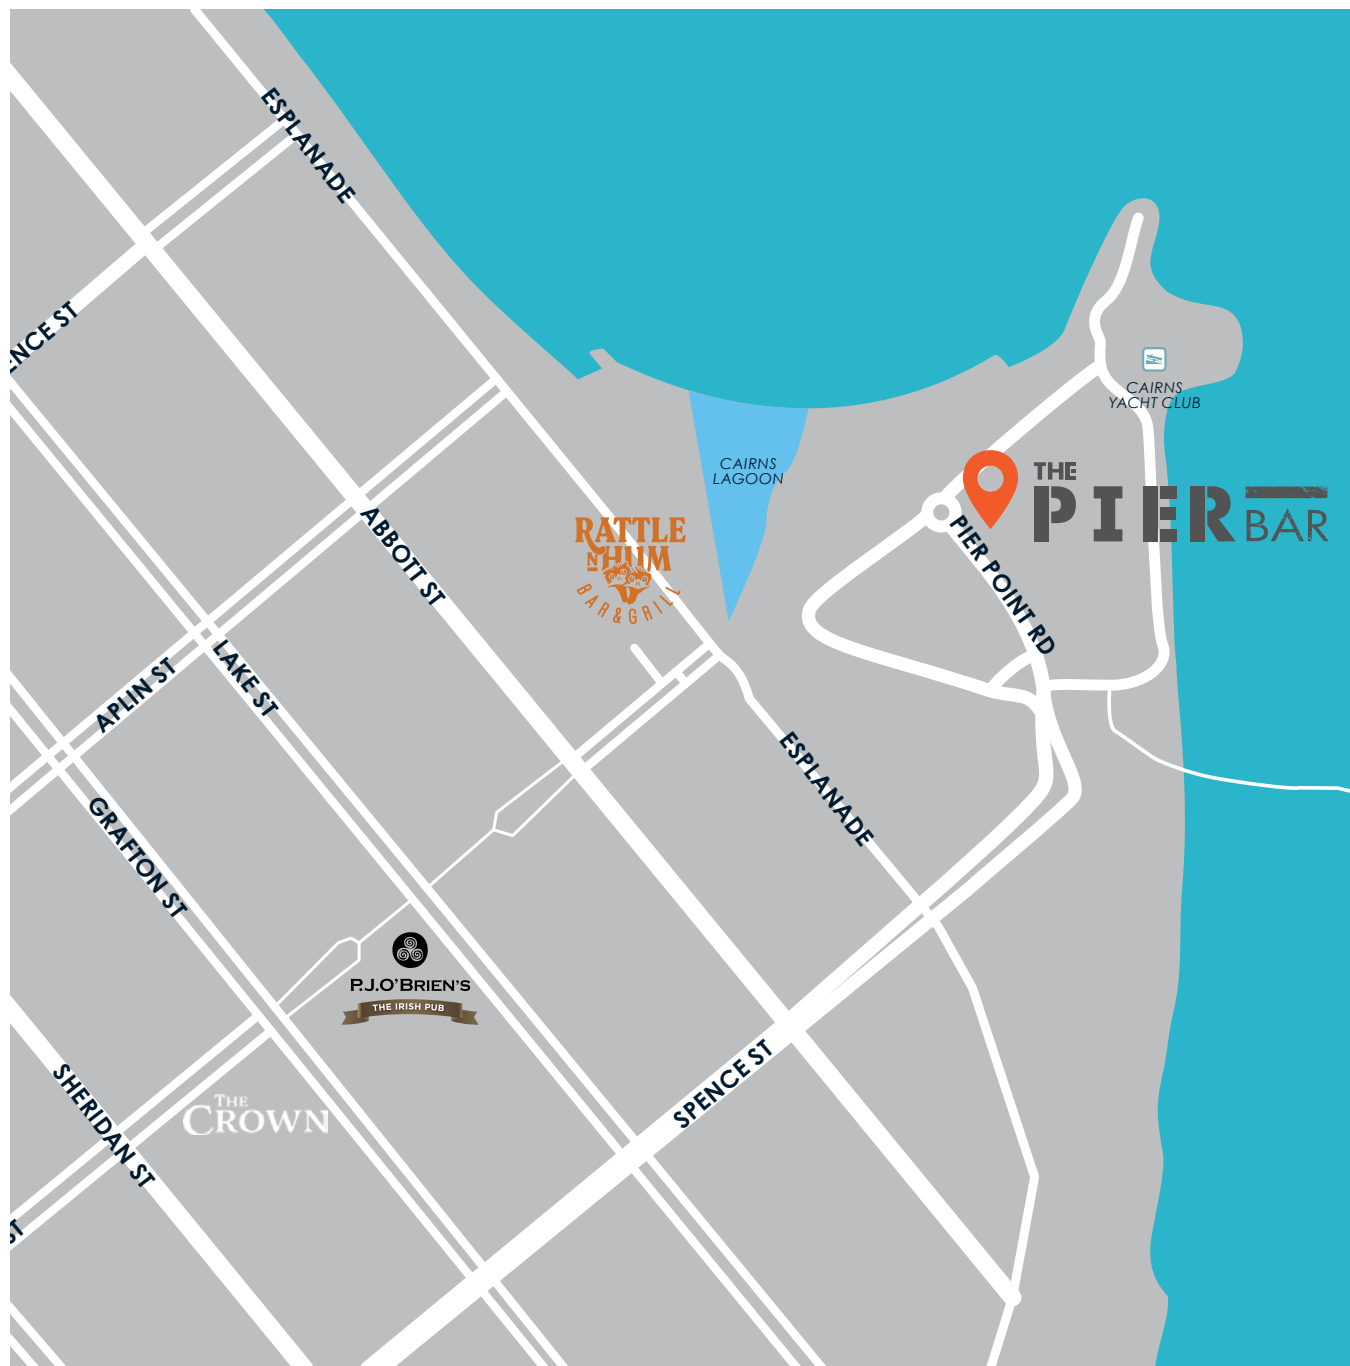 ESPLANADE
ENCE ST
CAIRNS
YACHT CLUB
CAIRNS
LAGOON
THE
PIER BAR
PIER POINT RD
RATTLE
N HUM
BAR & GRILL
ABBOTT ST
LAKE ST
APLIN ST
ESPLANADE
GRAFTON ST
P.J.O'BRIEN'S
THE IRISH PUB
SPENCE ST
SHERIDAN ST
THE
CROWN
ST